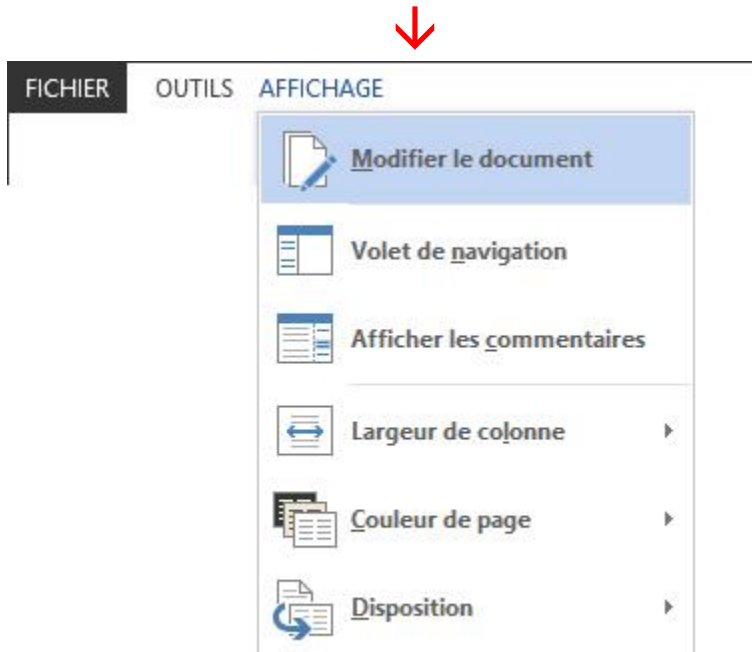 FICHIER OUTILS AFFICHAGE
Modifier le document
Volet de navigation
Afficher les commentaires
Largeur de colonne
Couleur de page
Disposition